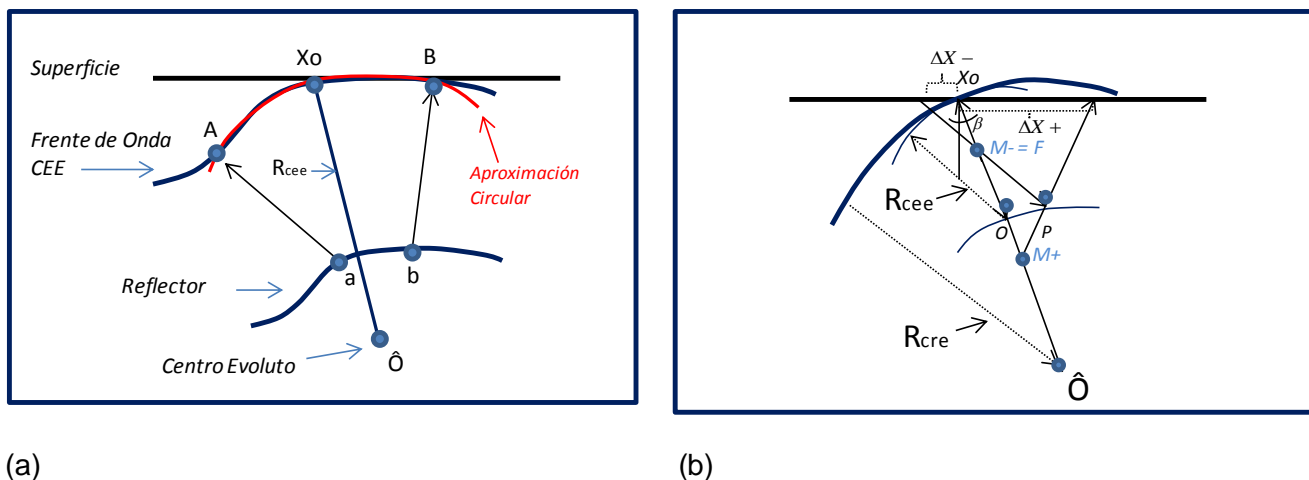 Superficie
Xo
B
A
Frente de Onda
CEE
Rcee
Aproximación
Circular
a
b
Reflector
Centro Evoluto
Ô
(a)
ΔX −
Xo
β
ΔX +
M- = F
Rcee
O
P
M+
Rcre
Ô
(b)